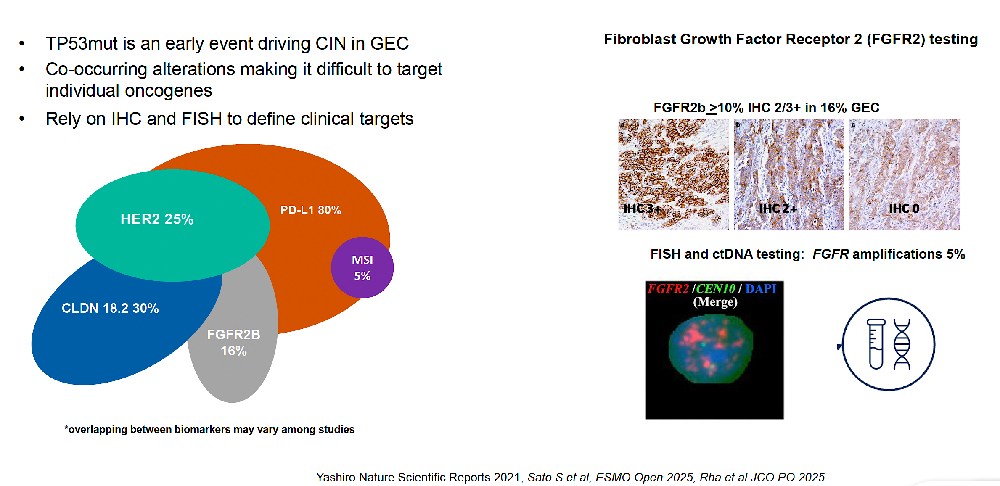 • TP53mut is an early event driving CIN in GEC
• Co-occurring alterations making it difficult to target
individual oncogenes
• Rely on IHC and FISH to define clinical targets
HER2 25%
PD-L1 80%
MSI
5%
CLDN 18.2 30%
FGFR2B
16%
*overlapping between biomarkers may vary among studies
Fibroblast Growth Factor Receptor 2 (FGFR2) testing
FGFR2b >10% IHC 2/3+ in 16% GEC
a
b
c
IHC 3+
IHC 2+
IHC 0
FISH and ctDNA testing: FGFR amplifications 5%
FGFR2 /CEN10 / DAPI
(Merge)
Yashiro Nature Scientific Reports 2021, Sato S et al, ESMO Open 2025, Rha et al JCO PO 2025